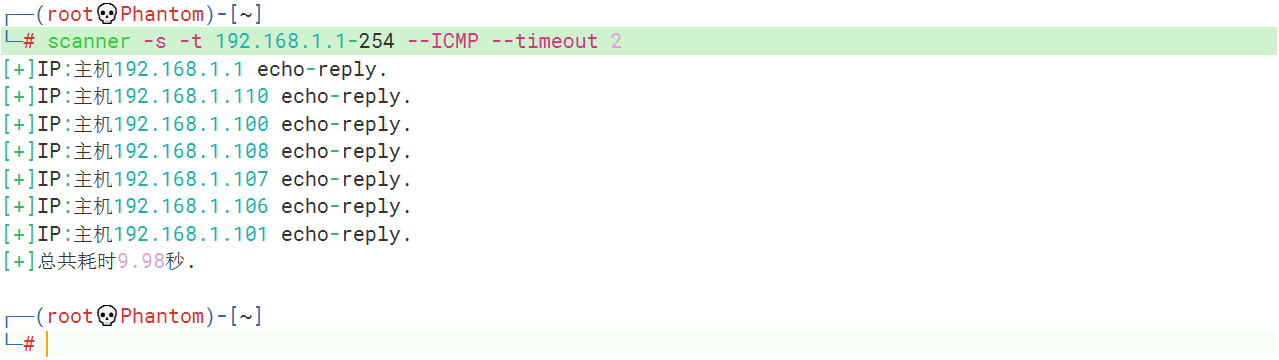 ┌──(root💀Phantom)-[~]
└─# scanner -s -t 192.168.1.1-254 --ICMP --timeout 2
[+]IP:主机192.168.1.1 echo-reply.
[+]IP:主机192.168.1.110 echo-reply.
[+]IP:主机192.168.1.100 echo-reply.
[+]IP:主机192.168.1.108 echo-reply.
[+]IP:主机192.168.1.107 echo-reply.
[+]IP:主机192.168.1.106 echo-reply.
[+]IP:主机192.168.1.101 echo-reply.
[+]总共耗时9.98秒.
┌──(root💀Phantom)-[~]
└─#